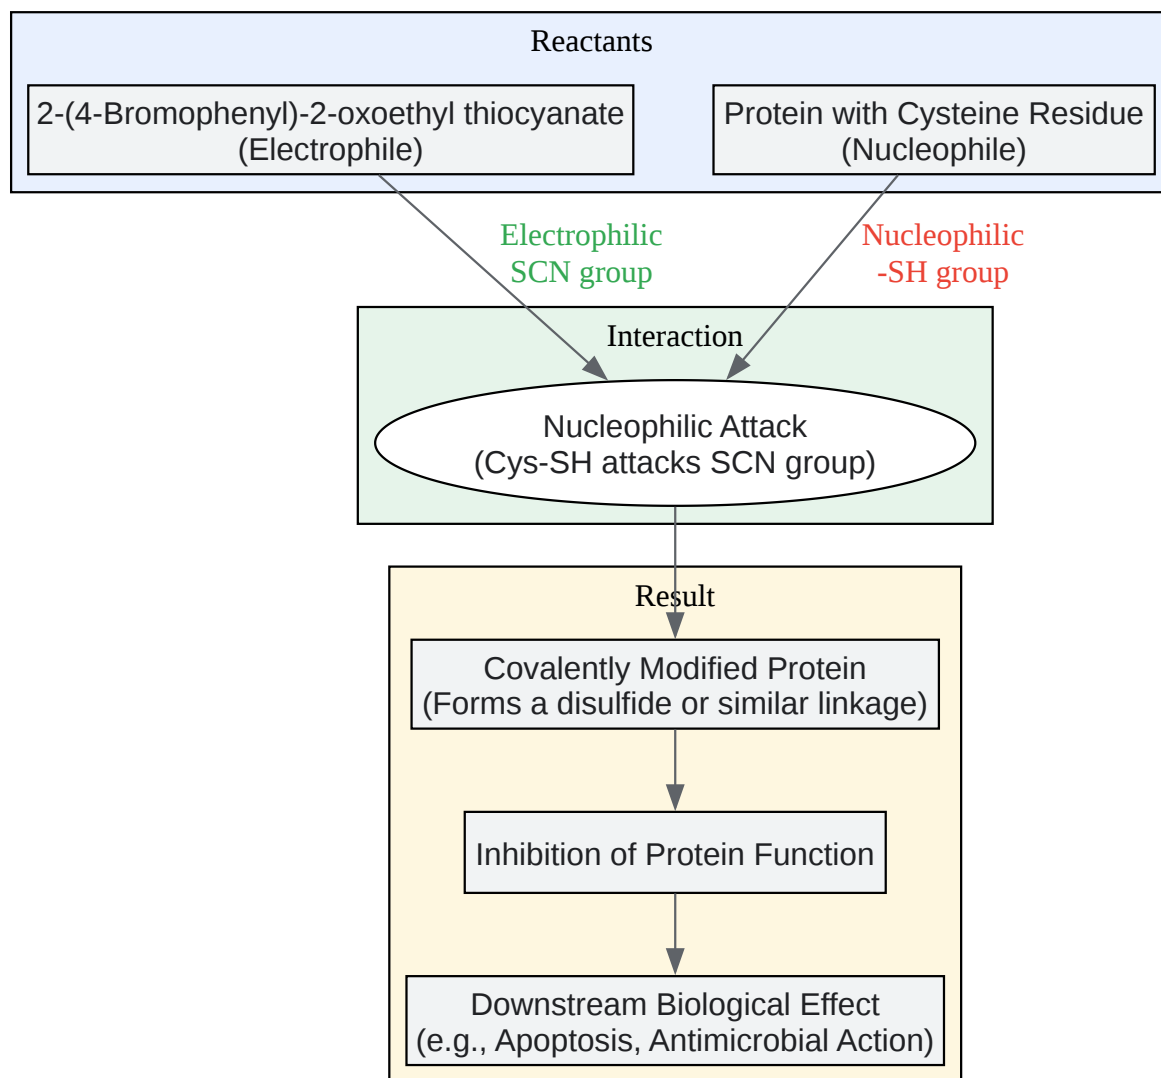 Reactants
2-(4-Bromophenyl)-2-oxoethyl thiocyanate
(Electrophile)
Protein with Cysteine Residue
(Nucleophile)
Electrophilic
SCN group
Nucleophilic
-SH group
Interaction
Nucleophilic Attack
(Cys-SH attacks SCN group)
Result
Covalently Modified Protein
(Forms a disulfide or similar linkage)
Inhibition of Protein Function
Downstream Biological Effect
(e.g., Apoptosis, Antimicrobial Action)